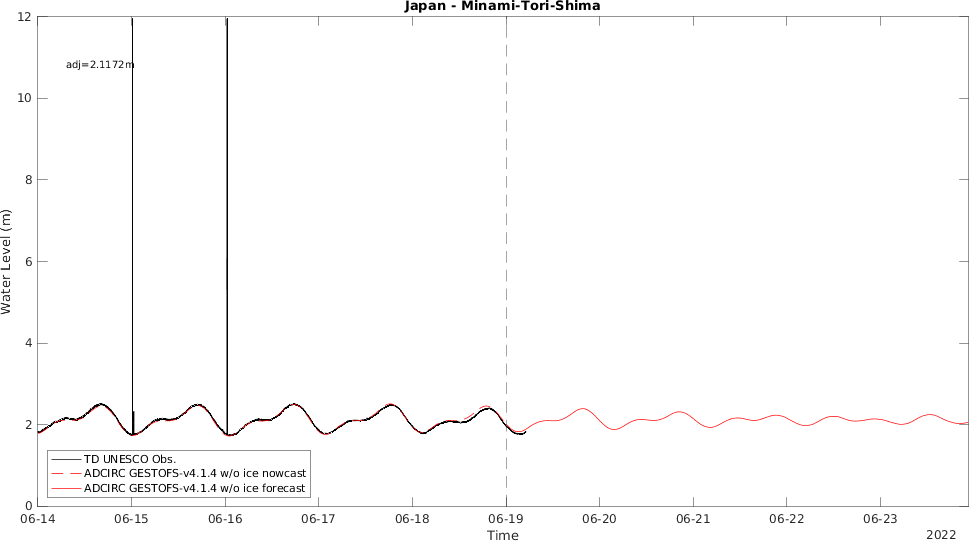 Japan - Minami-Tori-Shima
12
adj=2.1172m
10
8
6
4
2
0
Water Level (m)
TD UNESCO Obs.
ADCIRC GESTOFS-v4.1.4 w/o ice nowcast
ADCIRC GESTOFS-v4.1.4 w/o ice forecast
06-14 06-15 06-16 06-17 06-18 06-19 06-20 06-21 06-22 06-23
Time
2022